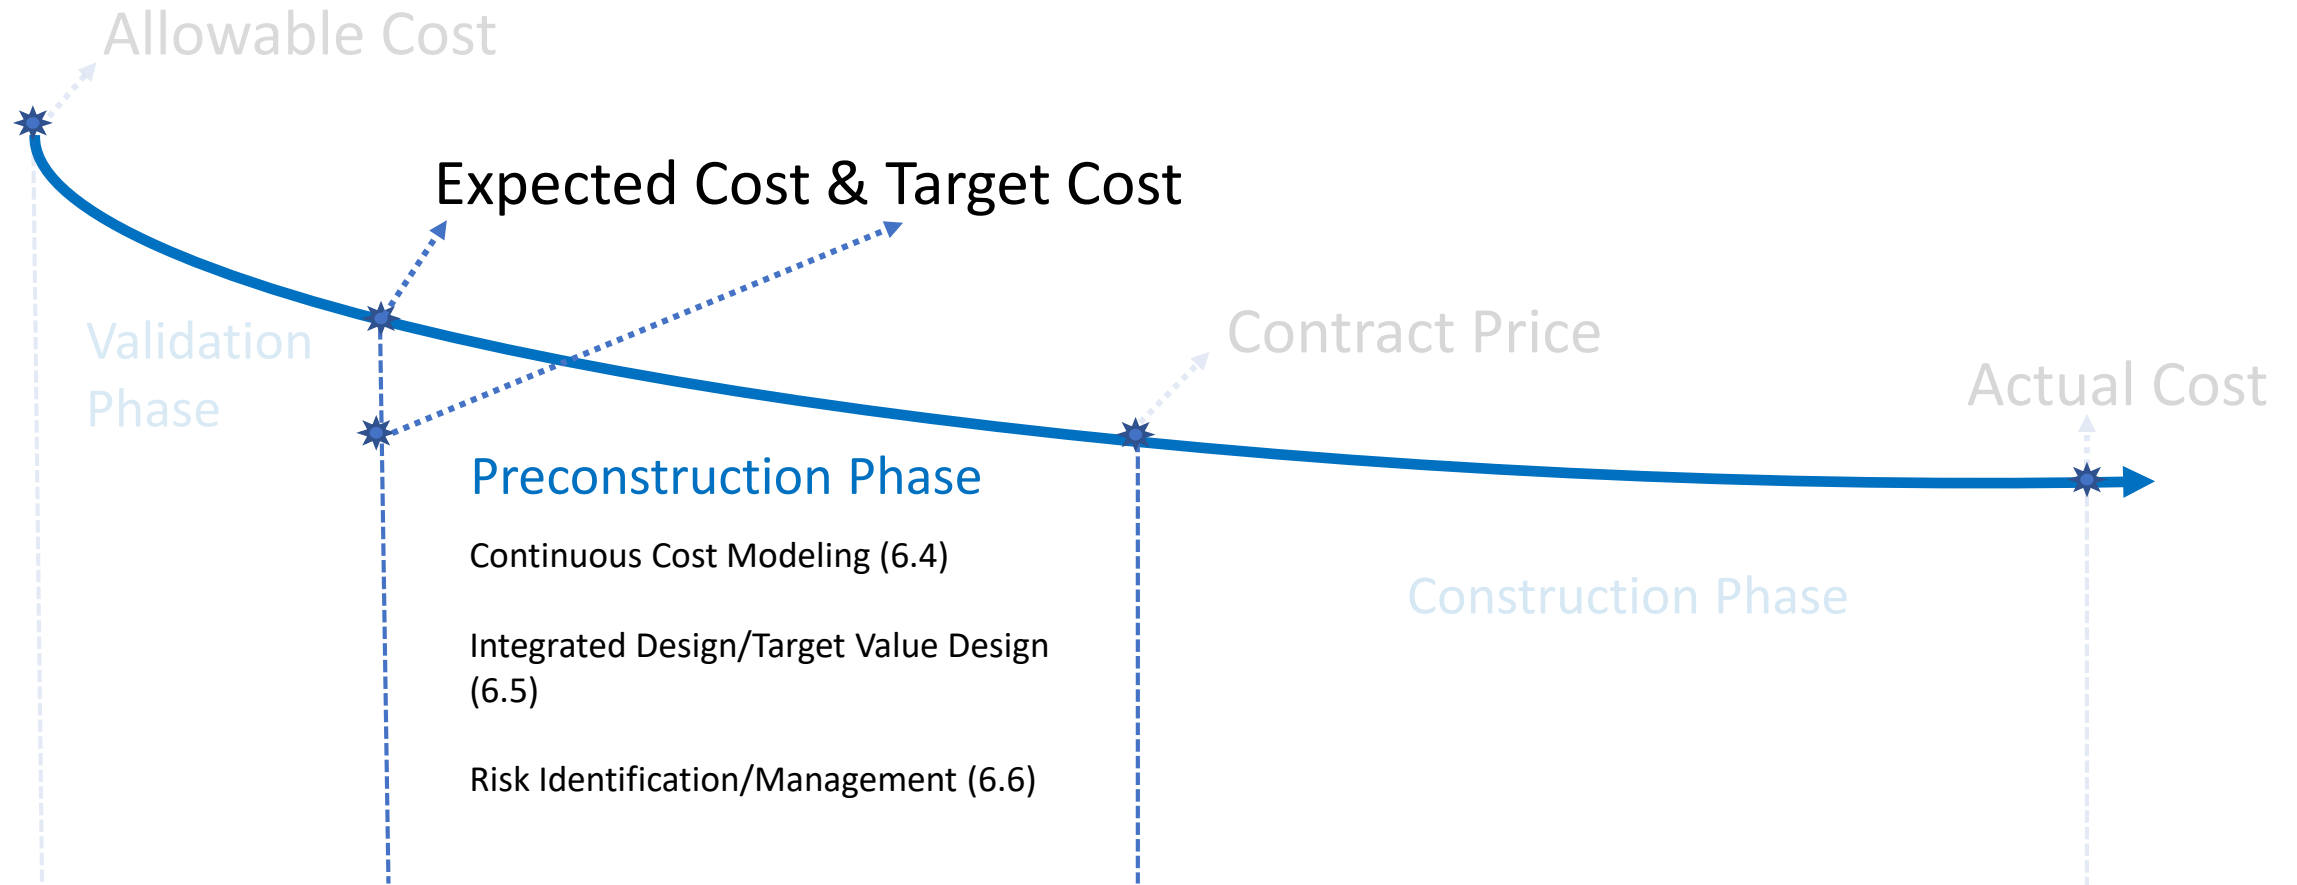 Allowable Cost
Expected Cost & Target Cost
Validation
Phase
Contract Price
Actual Cost
Preconstruction Phase
Continuous Cost Modeling (6.4)
Integrated Design/Target Value Design
(6.5)
Risk Identification/Management (6.6)
Construction Phase